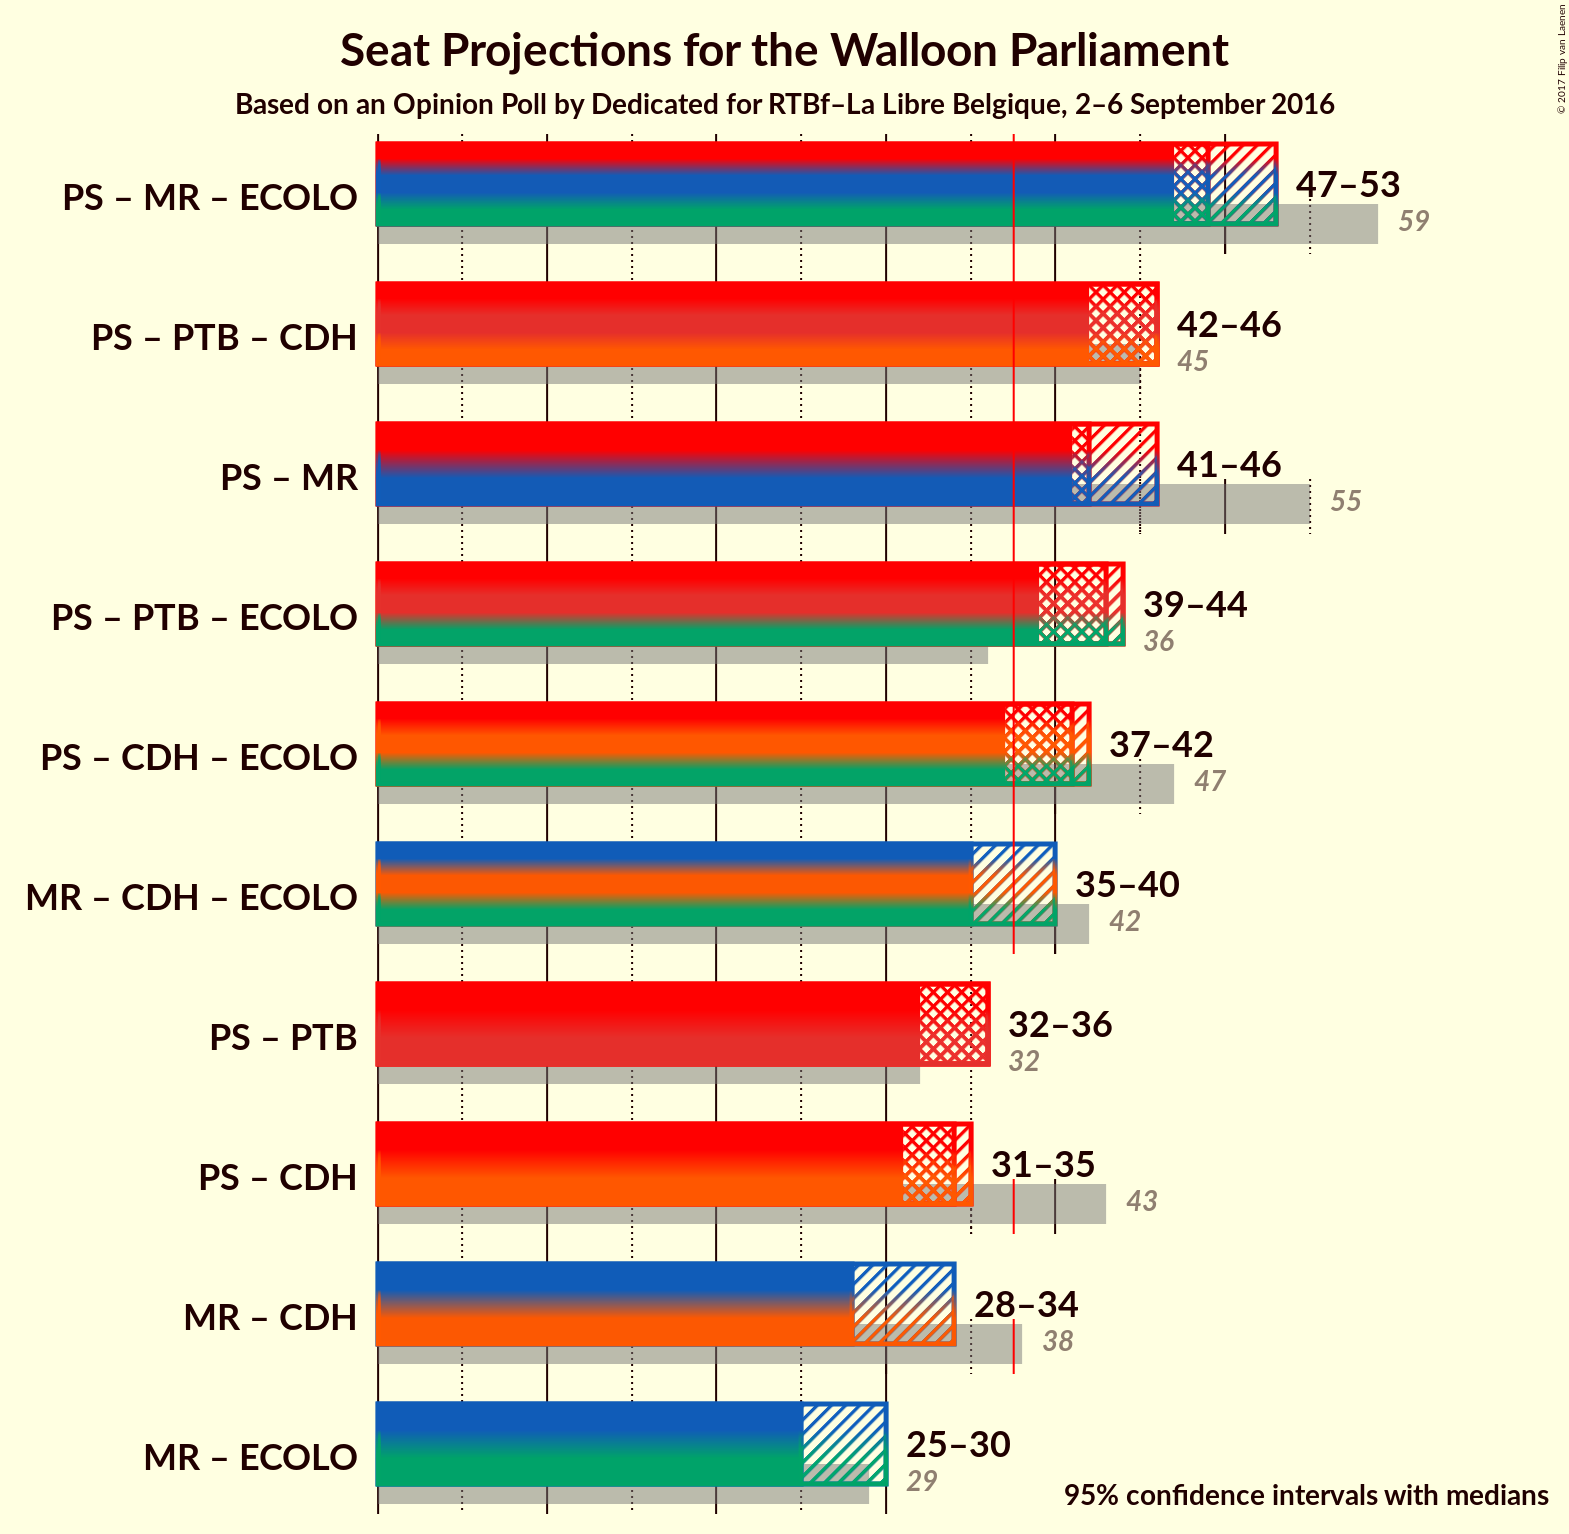 Seat Projections for the Walloon Parliament
Based on an Opinion Poll by Dedicated for RTBf–La Libre Belgique, 2–6 September 2016
© 2017 Filip van Laenen
PS – MR – ECOLO
47–53
59
PS – PTB – CDH
42–46
45
PS – MR
41–46
55
PS – PTB – ECOLO
39–44
36
PS – CDH – ECOLO
37–42
47
MR – CDH – ECOLO
35–40
42
PS – PTB
32–36
32
PS – CDH
31–35
43
MR – CDH
28–34
38
MR – ECOLO
25–30
29
95% confidence intervals with medians